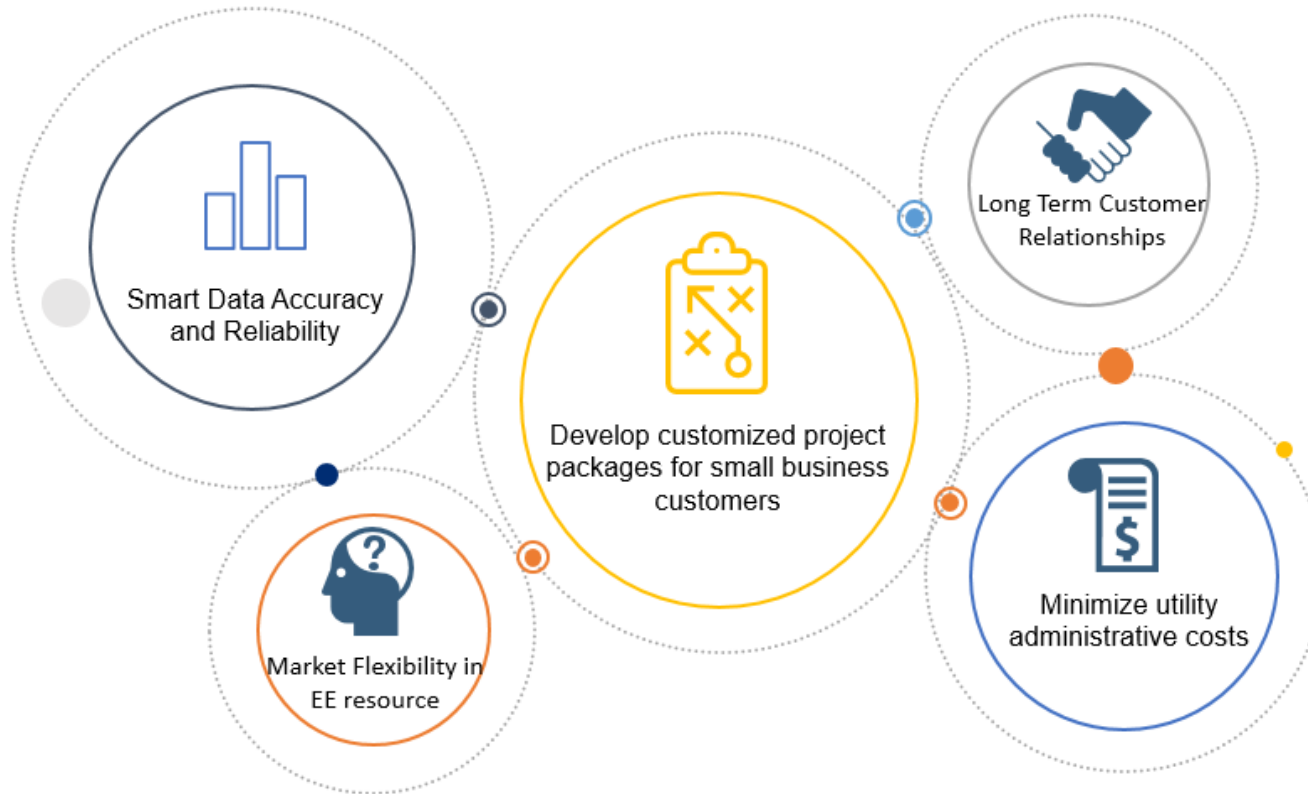 Smart Data Accuracy
and Reliability
Long Term Customer
Relationships
Develop customized project
packages for small business
customers
?
Market Flexibility in
EE resource
$
Minimize utility
administrative costs